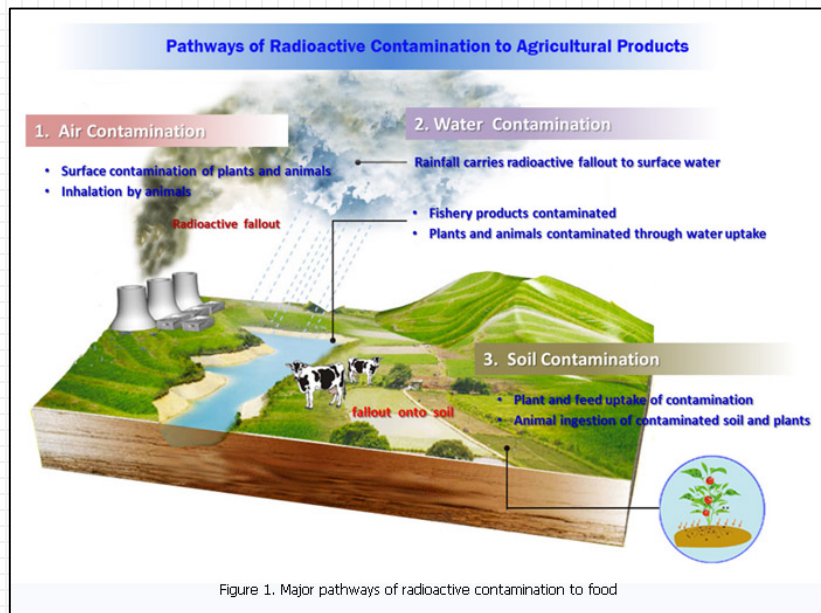 Pathways of Radioactive Contamination to Agricultural Products
1. Air Contamination
• Surface contamination of plants and animals
• Inhalation by animals
Radioactive fallout
2. Water Contamination
Rainfall carries radioactive fallout to surface water
• Fishery products contaminated
• Plants and animals contaminated through water uptake
3. Soil Contamination
• Plant and feed uptake of contamination
• Animal ingestion of contaminated soil and plants
fallout onto soil
Figure 1. Major pathways of radioactive contamination to food